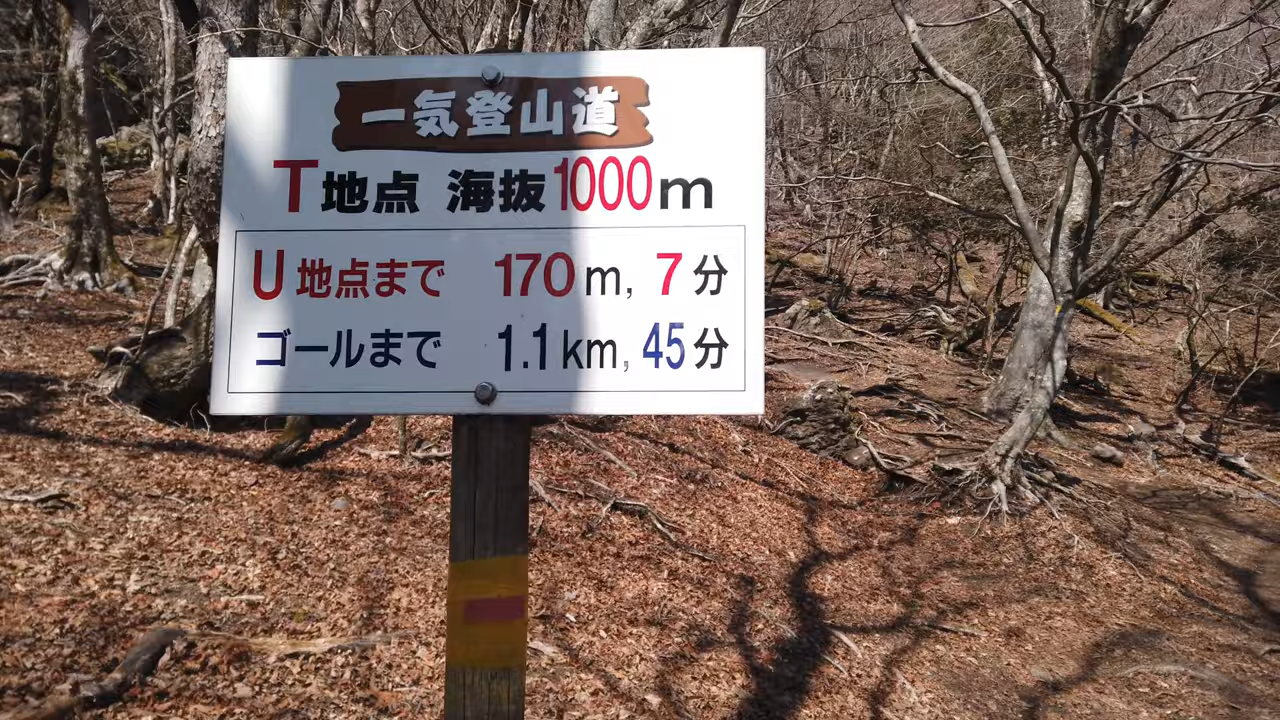 一気登山道
T地点 海抜1000m
U地点まで 170m, 7分
ゴールまで 1.1km, 45分